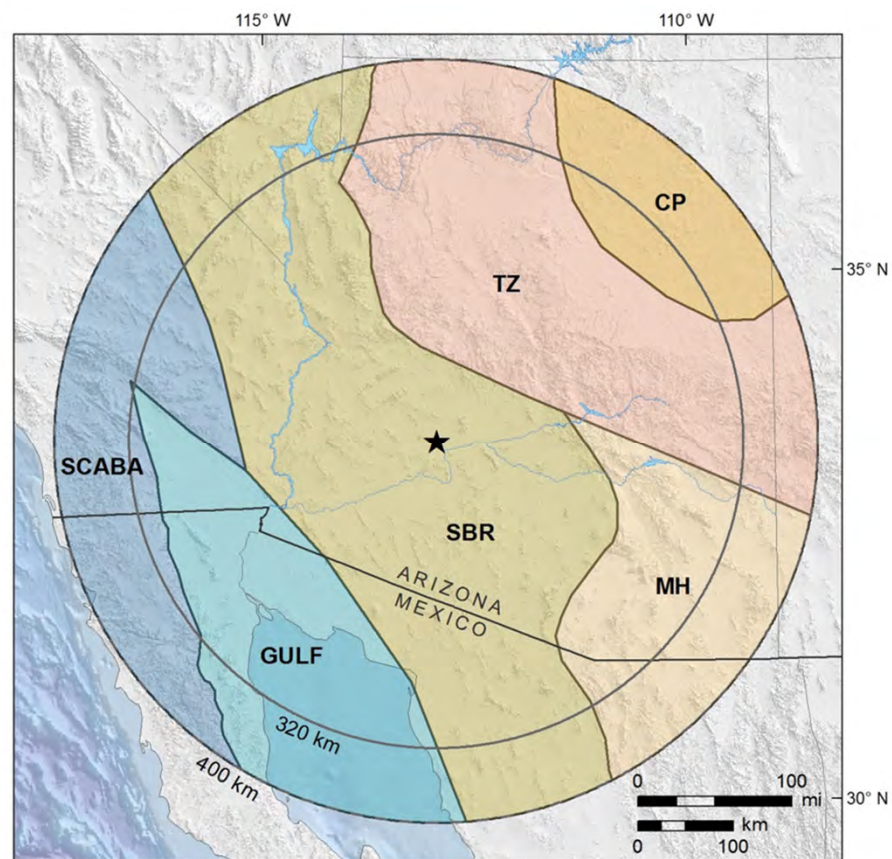 115° W
110° W
CP
35° N
TZ
SCABA
SBR
ARIZONA
MEXICO
MH
GULF
320 km
400 km
0 100
mi
30° N
km
0 100